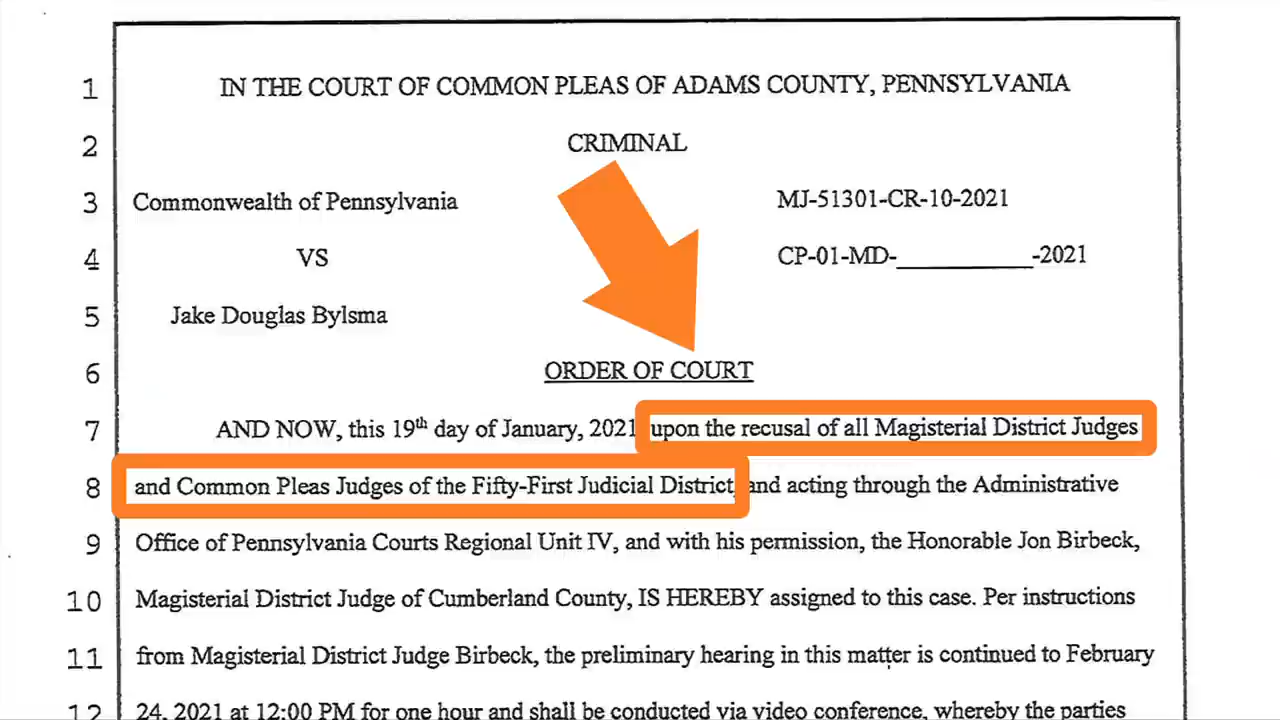 1 IN THE COURT OF COMMON PLEAS OF ADAMS COUNTY, PENNSYLVANIA
2 CRIMINAL
3 Commonwealth of Pennsylvania MJ-51301-CR-10-2021
4 VS CP-01-MD-__________-2021
5 Jake Douglas Bylsma
6 ORDER OF COURT
7 AND NOW, this 19th day of January, 2021 upon the recusal of all Magisterial District Judges
8 and Common Pleas Judges of the Fifty-First Judicial District, and acting through the Administrative
9 Office of Pennsylvania Courts Regional Unit IV, and with his permission, the Honorable Jon Birbeck,
10 Magisterial District Judge of Cumberland County, IS HEREBY assigned to this case. Per instructions
11 from Magisterial District Judge Birbeck, the preliminary hearing in this matter is continued to February
12 24, 2021 at 12:00 PM for one hour and shall be conducted via video conference, whereby the parties